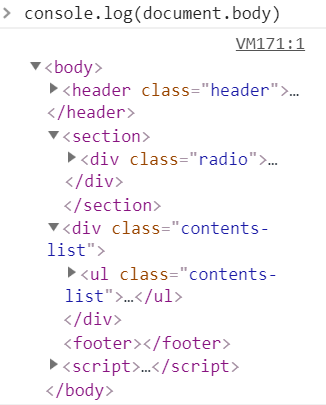 > console.log(document.body)
VM171:1
▼<body>
▶<header class="header">…
</header>
▼<section>
▶<div class="radio">…
</div>
</section>
▼<div class="contents-
list">
▶<ul class="contents-
list">…</ul>
</div>
<footer></footer>
▶<script>…</script>
</body>